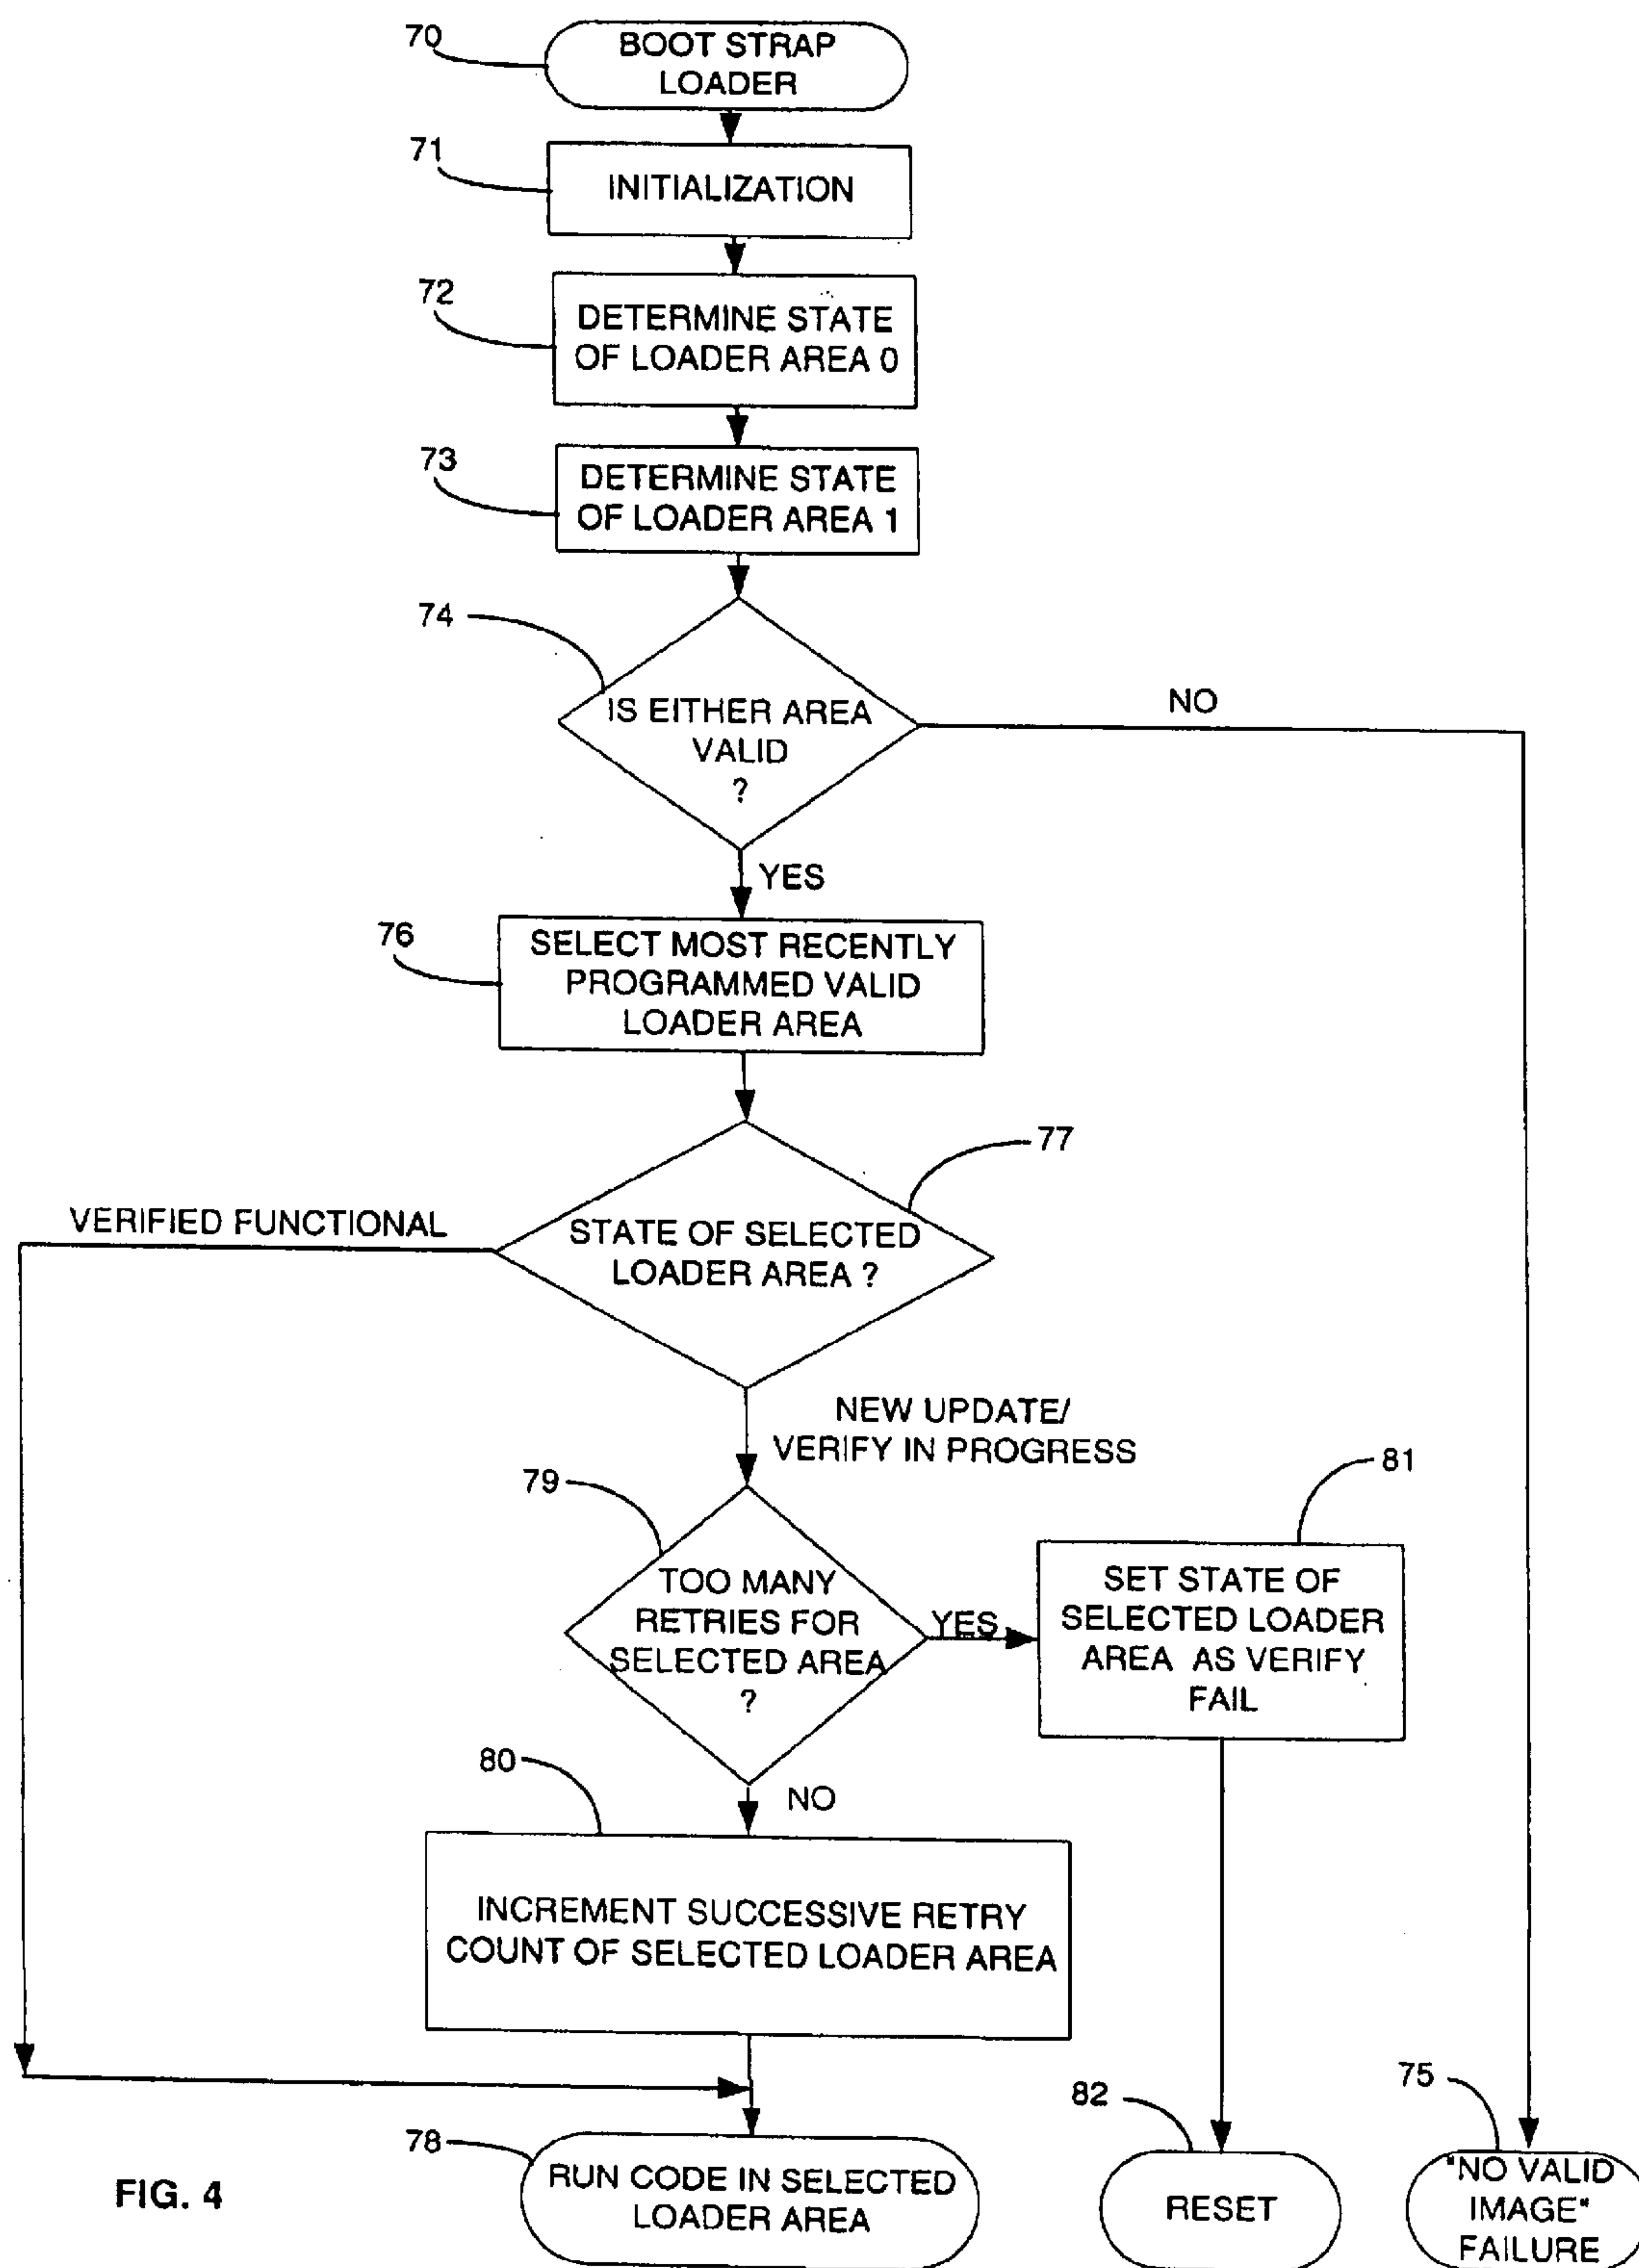 70
BOOT STRAP
LOADER
71
INITIALIZATION
72
DETERMINE STATE
OF LOADER AREA 0
73
DETERMINE STATE
OF LOADER AREA 1
74
IS EITHER AREA
VALID
?
NO
YES
76
SELECT MOST RECENTLY
PROGRAMMED VALID
LOADER AREA
77
VERIFIED FUNCTIONAL
STATE OF SELECTED
LOADER AREA ?
NEW UPDATE/
VERIFY IN PROGRESS
79
TOO MANY
RETRIES FOR
SELECTED AREA
?
YES
81
SET STATE OF
SELECTED LOADER
AREA AS VERIFY
FAIL
NO
80
INCREMENT SUCCESSIVE RETRY
COUNT OF SELECTED LOADER AREA
78
RUN CODE IN SELECTED
LOADER AREA
82
RESET
75
"NO VALID
IMAGE"
FAILURE
FIG. 4